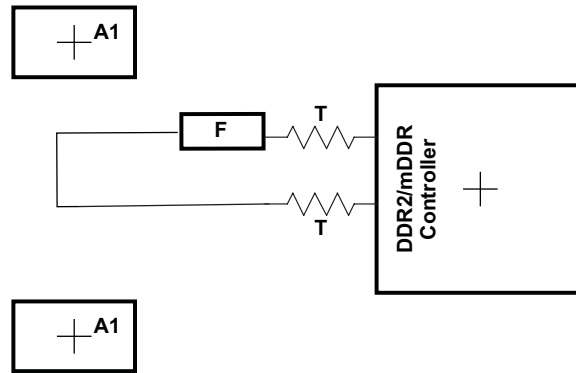 A1
T
F
DDR2/mDDR
Controller
T
A1